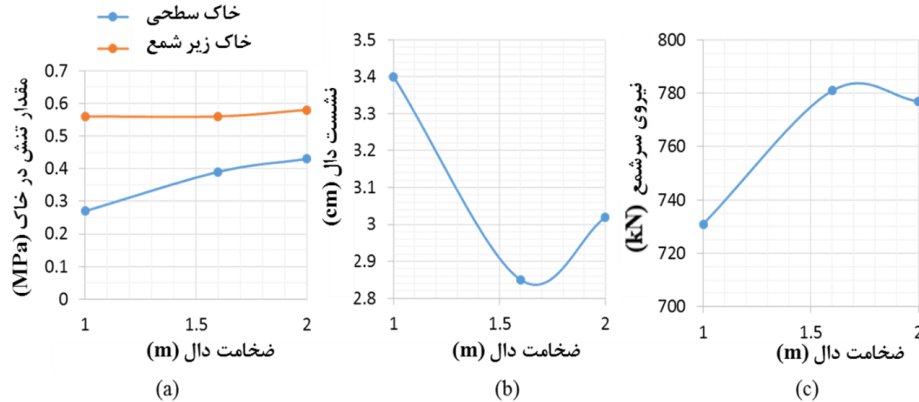 خاک سطحی
خاک زیر شمع
مقدار تنش در خاک (MPa)
0.7
0.6
0.5
0.4
0.3
0.2
0.1
0
1
1.5
2
ضخامت دال (m)
(a)
نشست دال (cm)
3.5
3.4
3.3
3.2
3.1
3
2.9
2.8
1
1.5
2
ضخامت دال (m)
(b)
نیروی سرشمع (kN)
800
780
760
740
720
700
1
1.5
2
ضخامت دال (m)
(c)